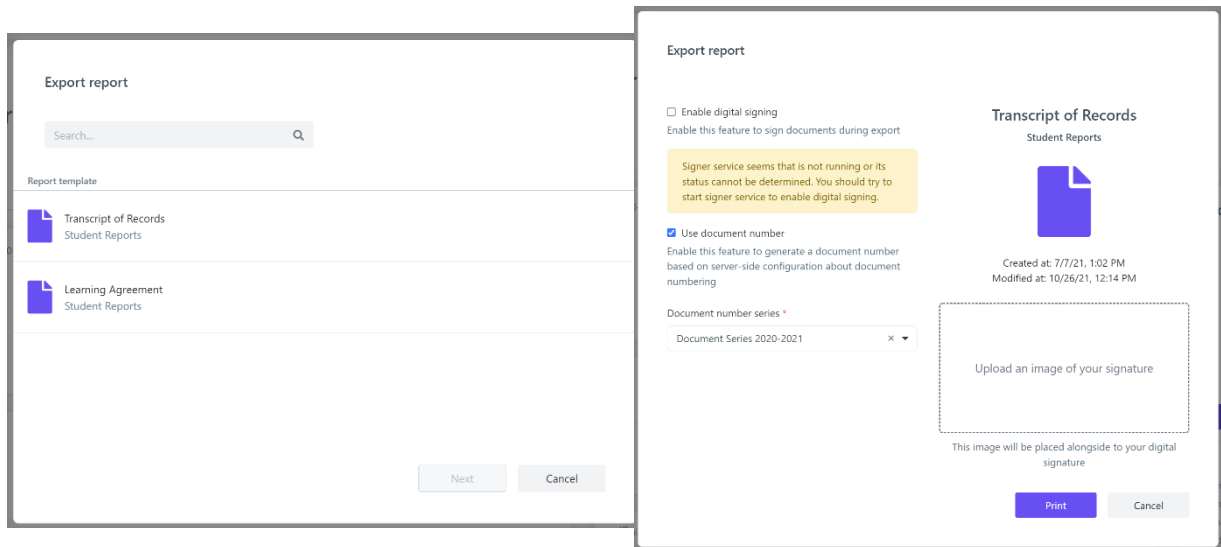 Export report
Search...
Report template
Transcript of Records
Student Reports
Learning Agreement
Student Reports
Next
Cancel
Export report
Enable digital signing
Enable this feature to sign documents during export
Signer service seems that is not running or its
status cannot be determined. You should try to
start signer service to enable digital signing.
Use document number
Enable this feature to generate a document number
based on server-side configuration about document
numbering
Document number series *
Document Series 2020-2021
Transcript of Records
Student Reports
Created at: 7/7/21, 1:02 PM
Modified at: 10/26/21, 12:14 PM
Upload an image of your signature
This image will be placed alongside to your digital
signature
Print
Cancel